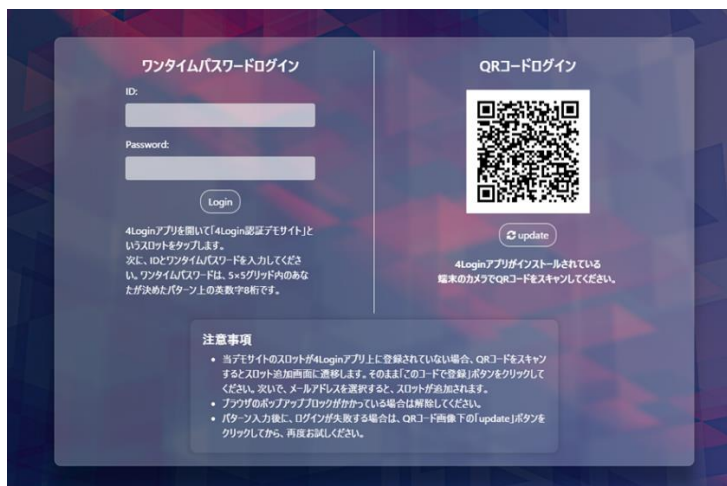 ワンタイムパスワードログイン
ID:
Password:
Login
4Loginアプリを開いて「4Login認証デモサイト」と
いうスロットをタップします。
次に、IDとワンタイムパスワードを入力してくださ
い。ワンタイムパスワードは、5×5グリッド内のあな
たが決めたパターン上の英数字8桁です。
QRコードログイン
update
4Loginアプリがインストールされている
端末のカメラでQRコードをスキャンしてください。
注意事項
• 当デモサイトのスロットが4Loginアプリ上に登録されていない場合、QRコードをスキャン
するとスロット追加画面に遷移します。そのまま「このコードで登録」ボタンをクリックして
ください。次いで、メールアドレスを選択すると、スロットが追加されます。
• ブラウザのポップアップブロックがかかっている場合は解除してください。
• パターン入力後に、ログインが失敗する場合は、QRコード画像下の「update」ボタンを
クリックしてから、再度お試しください。